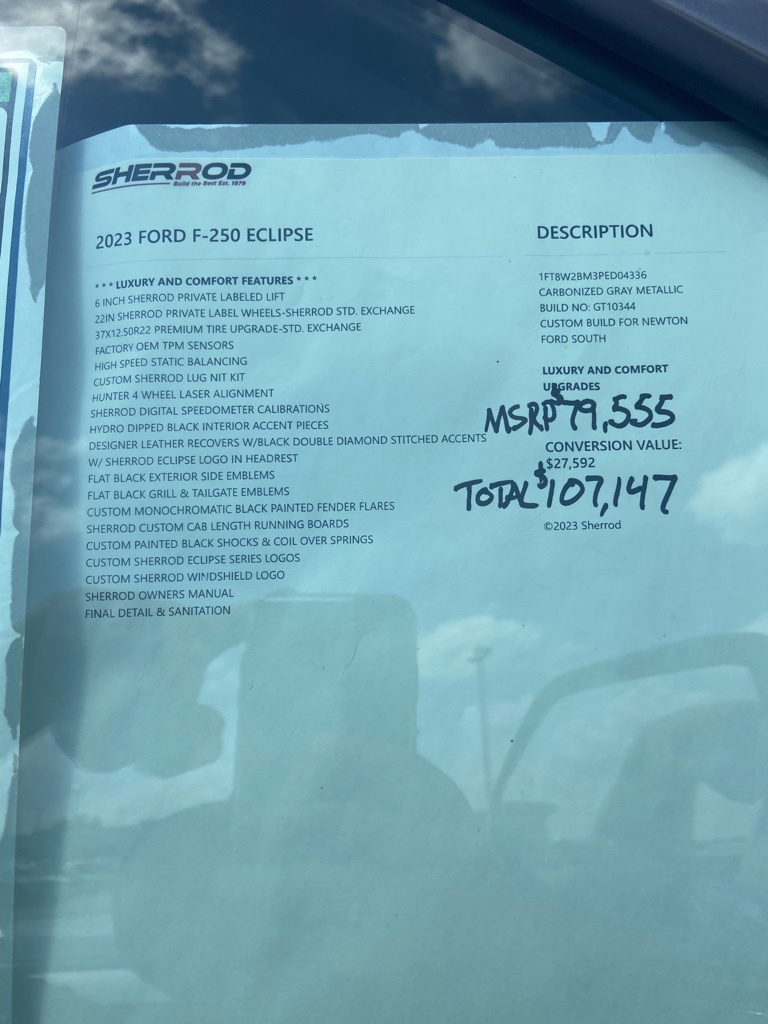 SHERROD
Build the Best Est. 1979
2023 FORD F-250 ECLIPSE
* * * LUXURY AND COMFORT FEATURES * * *
6 INCH SHERROD PRIVATE LABELED LIFT
22IN SHERROD PRIVATE LABEL WHEELS-SHERROD STD. EXCHANGE
37X12.50R22 PREMIUM TIRE UPGRADE-STD. EXCHANGE
FACTORY OEM TPM SENSORS
HIGH SPEED STATIC BALANCING
CUSTOM SHERROD LUG NIT KIT
HUNTER 4 WHEEL LASER ALIGNMENT
SHERROD DIGITAL SPEEDOMETER CALIBRATIONS
HYDRO DIPPED BLACK INTERIOR ACCENT PIECES
DESIGNER LEATHER RECOVERS W/BLACK DOUBLE DIAMOND STITCHED ACCENTS
W/ SHERROD ECLIPSE LOGO IN HEADREST
FLAT BLACK EXTERIOR SIDE EMBLEMS
FLAT BLACK GRILL & TAILGATE EMBLEMS
CUSTOM MONOCHROMATIC BLACK PAINTED FENDER FLARES
SHERROD CUSTOM CAB LENGTH RUNNING BOARDS
CUSTOM PAINTED BLACK SHOCKS & COIL OVER SPRINGS
CUSTOM SHERROD ECLIPSE SERIES LOGOS
CUSTOM SHERROD WINDSHIELD LOGO
SHERROD OWNERS MANUAL
FINAL DETAIL & SANITATION
DESCRIPTION
1FT8W2BM3PED04336
CARBONIZED GRAY METALLIC
BUILD NO: GT10344
CUSTOM BUILD FOR NEWTON
FORD SOUTH
LUXURY AND COMFORT
UPGRADES
MSRP $79,555
CONVERSION VALUE:
$27,592
TOTAL $107,147
©2023 Sherrod